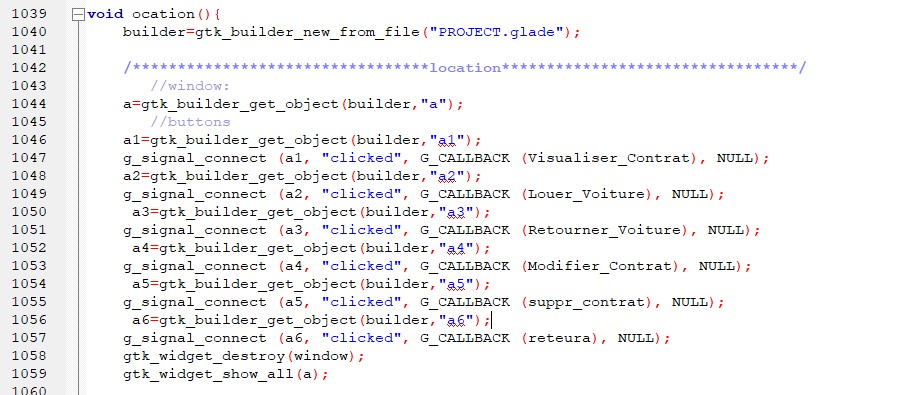 1039 void ocation(){
1040 builder=gtk_builder_new_from_file("PROJECT.glade");
1041
1042 /*********************************location*********************************/
1043 //window:
1044 a=gtk_builder_get_object(builder,"a");
1045 //buttons
1046 a1=gtk_builder_get_object(builder,"a1");
1047 g_signal_connect (a1, "clicked", G_CALLBACK (Visualiser_Contrat), NULL);
1048 a2=gtk_builder_get_object(builder,"a2");
1049 g_signal_connect (a2, "clicked", G_CALLBACK (Louer_Voiture), NULL);
1050 a3=gtk_builder_get_object(builder,"a3");
1051 g_signal_connect (a3, "clicked", G_CALLBACK (Retourner_Voiture), NULL);
1052 a4=gtk_builder_get_object(builder,"a4");
1053 g_signal_connect (a4, "clicked", G_CALLBACK (Modifier_Contrat), NULL);
1054 a5=gtk_builder_get_object(builder,"a5");
1055 g_signal_connect (a5, "clicked", G_CALLBACK (suppr_contrat), NULL);
1056 a6=gtk_builder_get_object(builder,"a6");
1057 g_signal_connect (a6, "clicked", G_CALLBACK (reteura), NULL);
1058 gtk_widget_destroy(window);
1059 gtk_widget_show_all(a);
1060